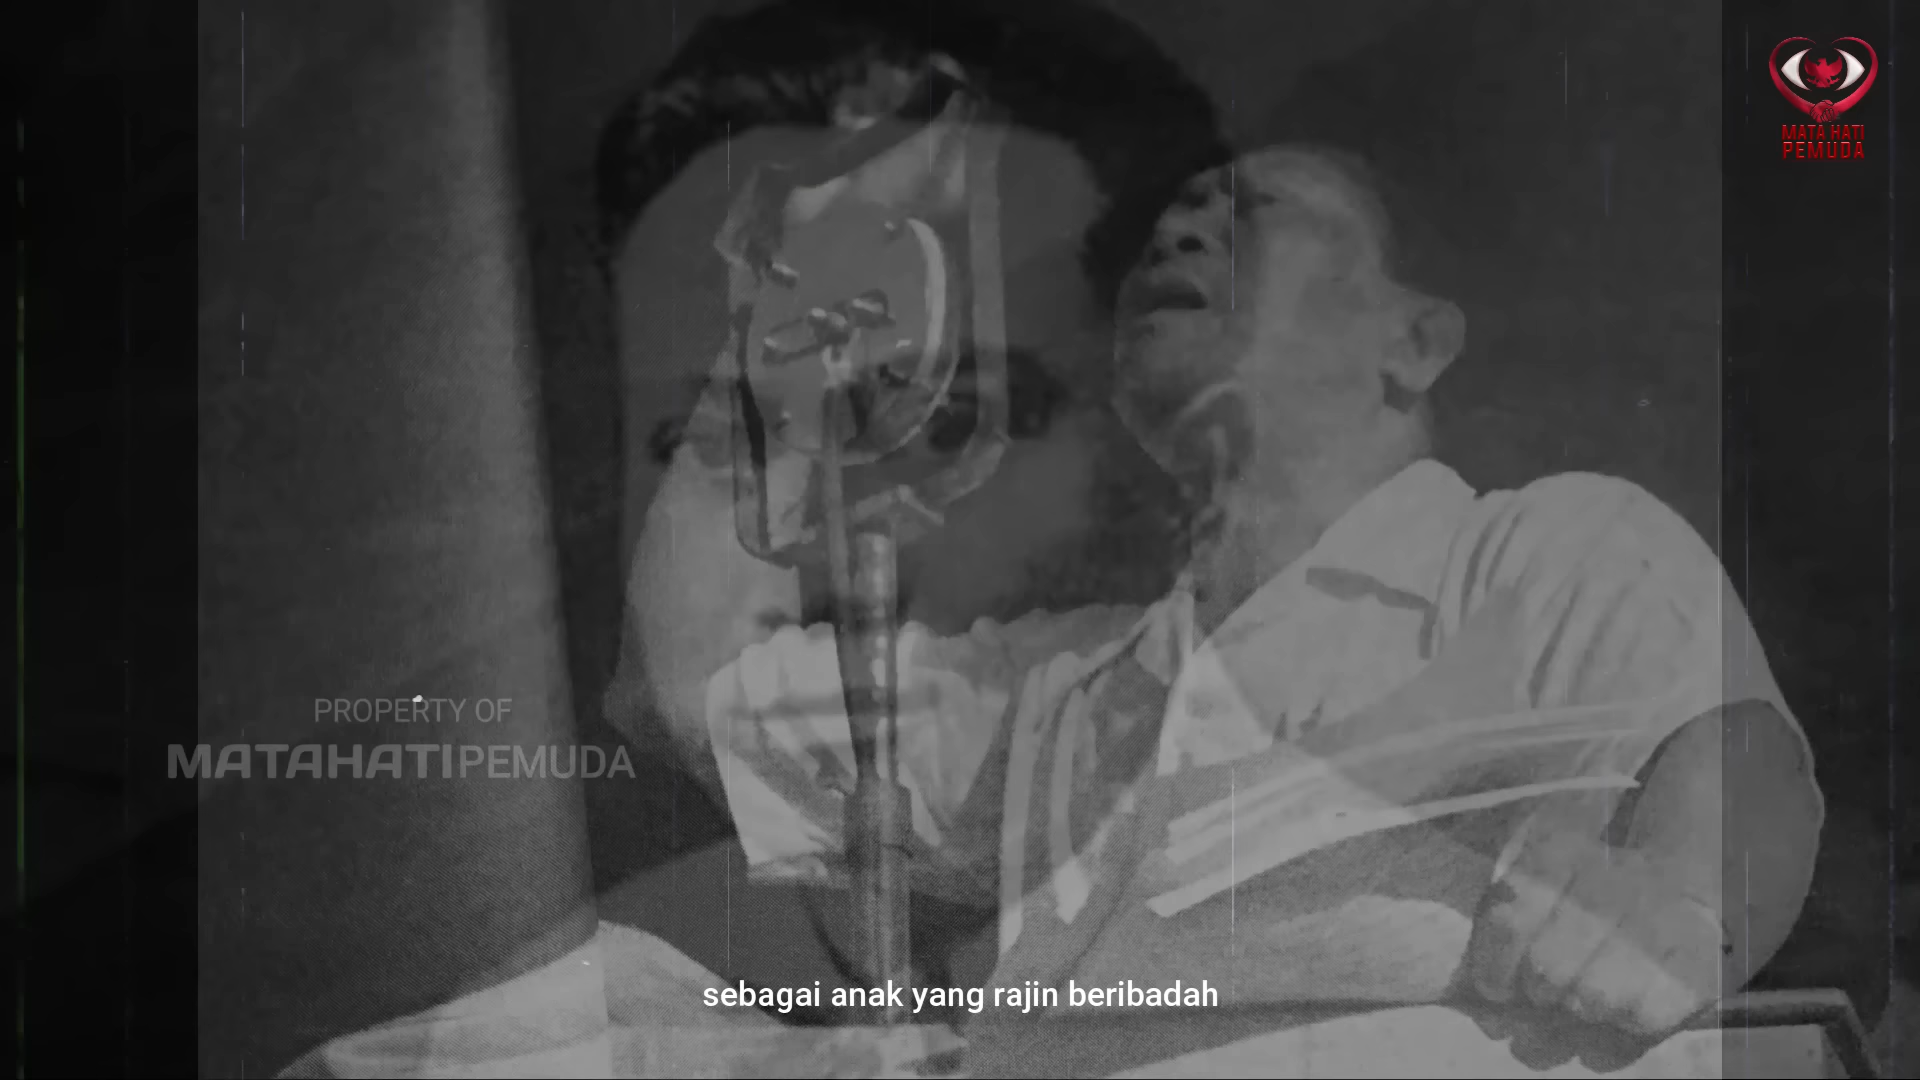 MATA HATI
PEMUDA
PROPERTY OF
MATAHATIPEMUDA
sebagai anak yang rajin beribadah